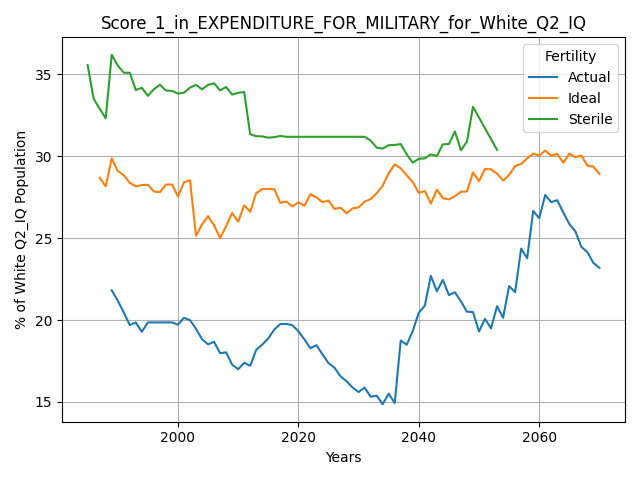 Score_1_in_EXPENDITURE_FOR_MILITARY_for_White_Q2_IQ
% of White Q2_IQ Population
35
30
25
20
15
Fertility
Actual
Ideal
Sterile
2000 2020 2040 2060
Years